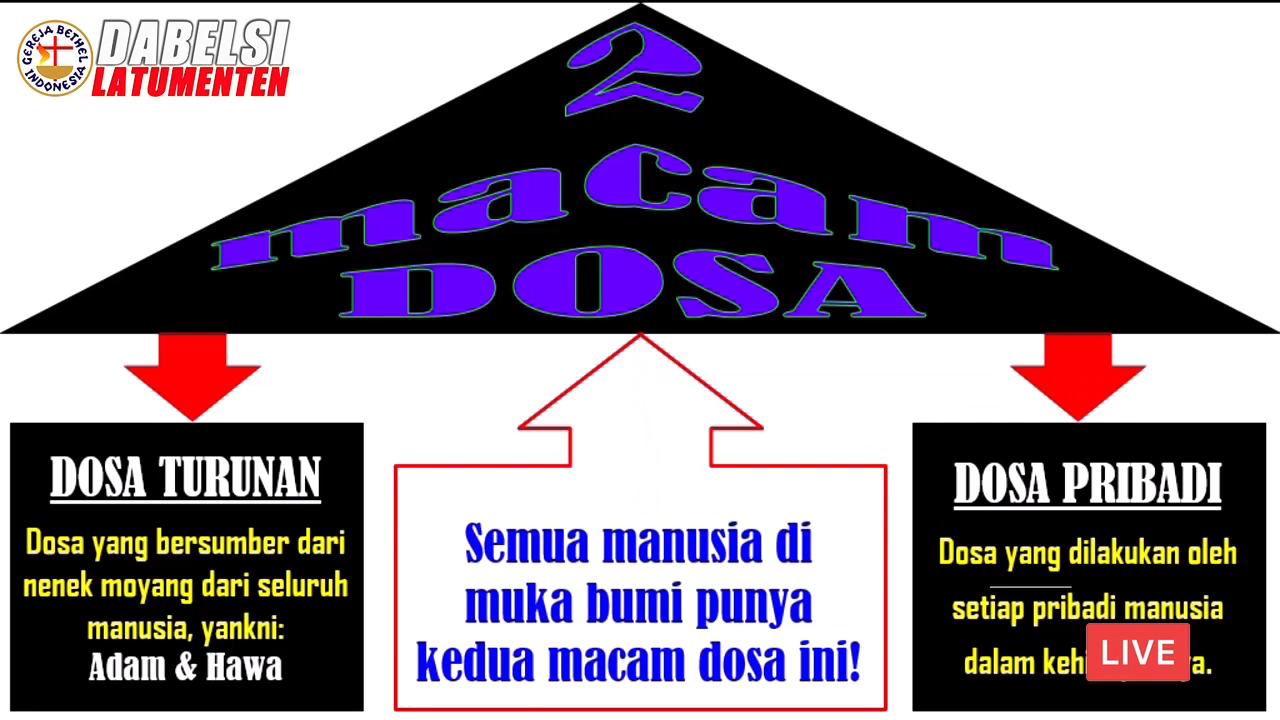 GEREJA BETHEL INDONESIA
DABELSI
LATUMENTEN
2
macam
DOSA
DOSA TURUNAN
Dosa yang bersumber dari
nenek moyang dari seluruh
manusia, yankni:
Adam & Hawa
Semua manusia di
muka bumi punya
kedua macam dosa ini!
DOSA PRIBADI
Dosa yang dilakukan oleh
setiap pribadi manusia
dalam
LIVE